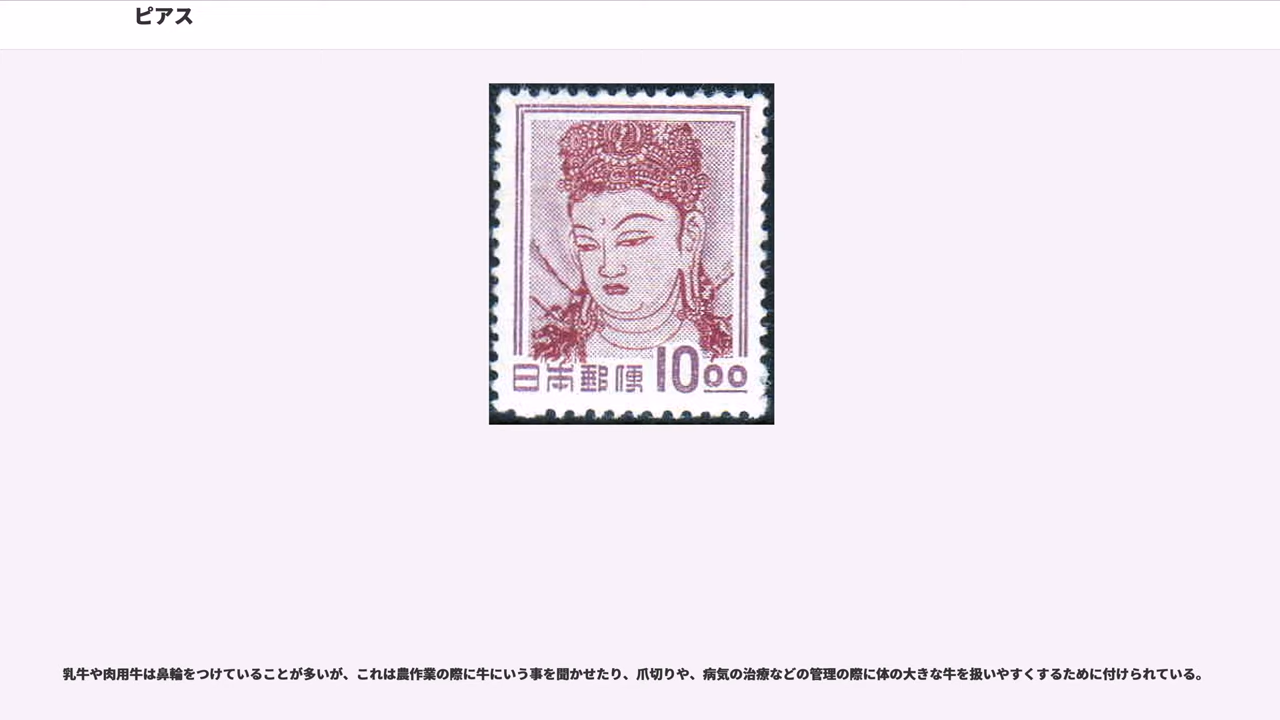 ピアス
日本郵便 1000
乳牛や肉用牛は鼻輪をつけていることが多いが、これは農作業の際に牛にいう事を聞かせたり、爪切りや、病気の治療などの管理の際に体の大きな牛を扱いやすくするために付けられている。